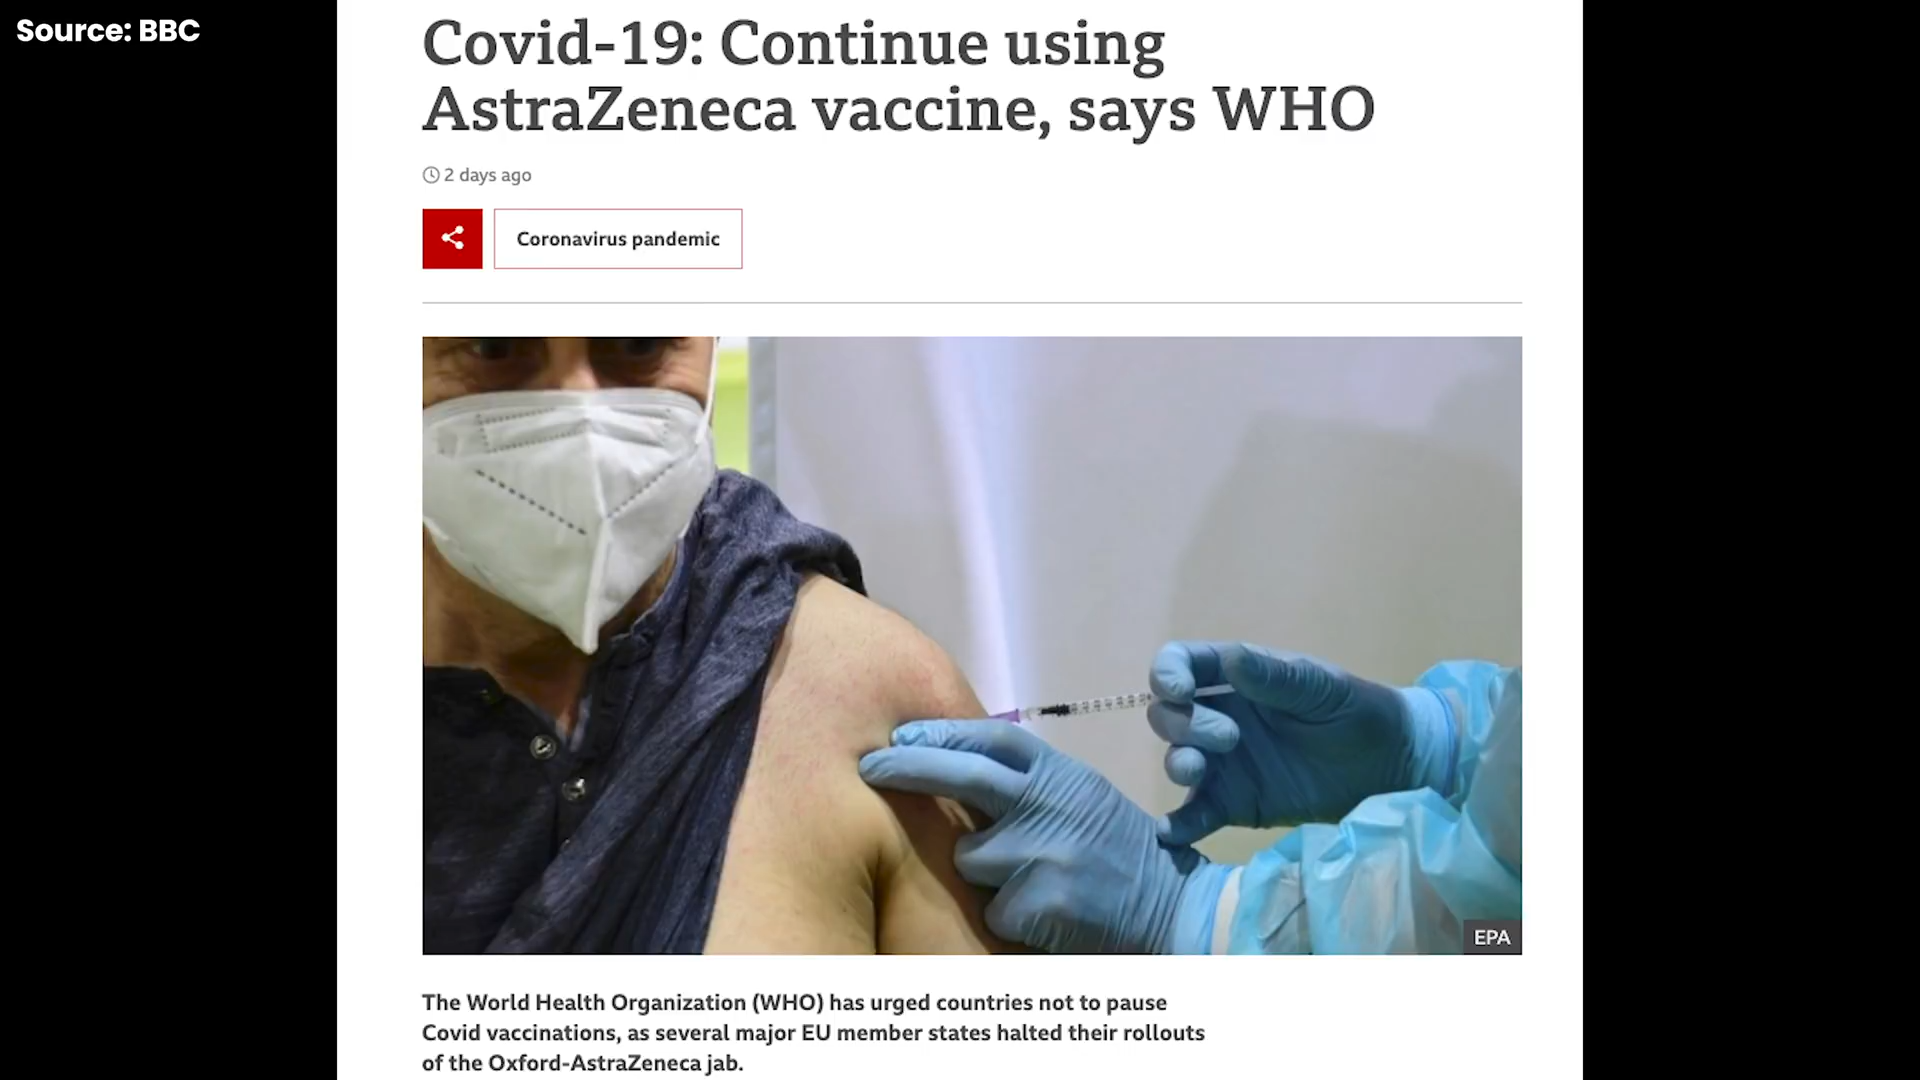 Source: BBC
Covid-19: Continue using
AstraZeneca vaccine, says WHO
2 days ago
Coronavirus pandemic
EPA
The World Health Organization (WHO) has urged countries not to pause
Covid vaccinations, as several major EU member states halted their rollouts
of the Oxford-AstraZeneca jab.